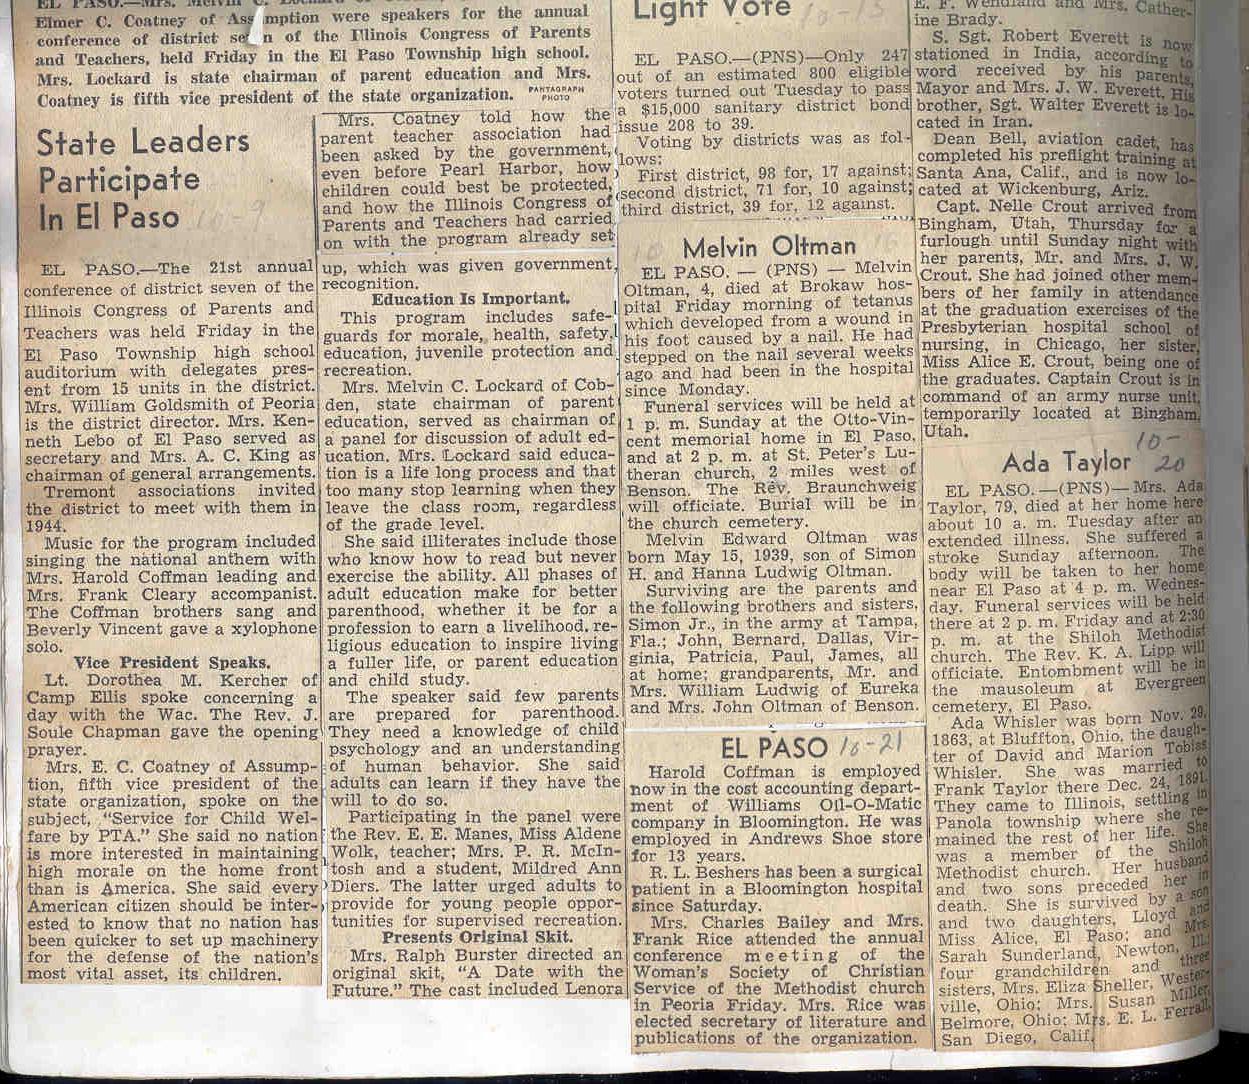 EL PASO.—Mrs. Melvin C. Lockard of
Elmer C. Coatney of Assumption were speakers for the annual
conference of district seven of the Illinois Congress of Parents
and Teachers, held Friday in the El Paso Township high school.
Mrs. Lockard is state chairman of parent education and Mrs.
Coatney is fifth vice president of the state organization.
PANTAGRAPH
PHOTO
State Leaders
Participate
In El Paso
10-9
EL PASO.—The 21st annual
conference of district seven of the
Illinois Congress of Parents and
Teachers was held Friday in the
El Paso Township high school
auditorium with delegates pres-
ent from 15 units in the district.
Mrs. William Goldsmith of Peoria
is the district director. Mrs. Ken-
neth Lebo of El Paso served as
secretary and Mrs. A. C. King as
chairman of general arrangements.
Tremont associations invited
the district to meet with them in
1944.
Music for the program included
singing the national anthem with
Mrs. Harold Coffman leading and
Mrs. Frank Cleary accompanist.
The Coffman brothers sang and
Beverly Vincent gave a xylophone
solo.
Vice President Speaks.
Lt. Dorothea M. Kercher of
Camp Ellis spoke concerning a
day with the Wac. The Rev. J.
Soule Chapman gave the opening
prayer.
Mrs. E. C. Coatney of Assump-
tion, fifth vice president of the
state organization, spoke on the
subject, "Service for Child Wel-
fare by PTA." She said no nation
is more interested in maintaining
high morale on the home front
than is America. She said every
American citizen should be inter-
ested to know that no nation has
been quicker to set up machinery
for the defense of the nation's
most vital asset, its children.
Mrs. Coatney told how the
parent teacher association had
been asked by the government,
even before Pearl Harbor, how
children could best be protected,
and how the Illinois Congress of
Parents and Teachers had carried
on with the program already set
up, which was given government
recognition.
Education Is Important.
This program includes safe-
guards for morale, health, safety,
education, juvenile protection and
recreation.
Mrs. Melvin C. Lockard of Cob-
den, state chairman of parent
education, served as chairman of
a panel for discussion of adult ed-
ucation. Mrs. Lockard said educa-
tion is a life long process and that
too many stop learning when they
leave the class room, regardless
of the grade level.
She said illiterates include those
who know how to read but never
exercise the ability. All phases of
adult education make for better
parenthood, whether it be for a
profession to earn a livelihood, re-
ligious education to inspire living
a fuller life, or parent education
and child study.
The speaker said few parents
are prepared for parenthood.
They need a knowledge of child
psychology and an understanding
of human behavior. She said
adults can learn if they have the
will to do so.
Participating in the panel were
the Rev. E. E. Manes, Miss Aldene
Wolk, teacher; Mrs. P. R. McIn-
tosh and a student, Mildred Ann
Diers. The latter urged adults to
provide for young people oppor-
tunities for supervised recreation.
Presents Original Skit.
Mrs. Ralph Burster directed an
original skit, "A Date with the
Future." The cast included Lenora
Light Vote
EL PASO.—(PNS)—Only 247
out of an estimated 800 eligible
voters turned out Tuesday to pass
a $15,000 sanitary district bond
issue 208 to 39.
Voting by districts was as fol-
lows:
First district, 98 for, 17 against;
second district, 71 for, 10 against;
third district, 39 for, 12 against.
Melvin Oltman
EL PASO. — (PNS) — Melvin
Oltman, 4, died at Brokaw hos-
pital Friday morning of tetanus
which developed from a wound in
his foot caused by a nail. He had
stepped on the nail several weeks
ago and had been in the hospital
since Monday.
Funeral services will be held at
1 p. m. Sunday at the Otto-Vin-
cent memorial home in El Paso,
and at 2 p. m. at St. Peter's Lu-
theran church, 2 miles west of
Benson. The Rev. Braunchweig
will officiate. Burial will be in
the church cemetery.
Melvin Edward Oltman was
born May 15, 1939, son of Simon
H. and Hanna Ludwig Oltman.
Surviving are the parents and
the following brothers and sisters,
Simon Jr., in the army at Tampa,
Fla.; John, Bernard, Dallas, Vir-
ginia, Patricia, Paul, James, all
at home; grandparents, Mr. and
Mrs. William Ludwig of Eureka
and Mrs. John Oltman of Benson.
EL PASO 10-21
Harold Coffman is employed
now in the cost accounting depart-
ment of Williams Oil-O-Matic
company in Bloomington. He was
employed in Andrews Shoe store
for 13 years.
R. L. Beshers has been a surgical
patient in a Bloomington hospital
since Saturday.
Mrs. Charles Bailey and Mrs.
Frank Rice attended the annual
conference meeting of the
Woman's Society of Christian
Service of the Methodist church
in Peoria Friday. Mrs. Rice was
elected secretary of literature and
publications of the organization.
E. F. Wendland and Mrs. Cather-
ine Brady.
S. Sgt. Robert Everett is now
stationed in India, according to
word received by his parents,
Mayor and Mrs. J. W. Everett. His
brother, Sgt. Walter Everett is lo-
cated in Iran.
Dean Bell, aviation cadet, has
completed his preflight training at
Santa Ana, Calif., and is now lo-
cated at Wickenburg, Ariz.
Capt. Nelle Crout arrived from
Bingham, Utah, Thursday for a
furlough until Sunday night with
her parents, Mr. and Mrs. J. W.
Crout. She had joined other mem-
bers of her family in attendance
at the graduation exercises of the
Presbyterian hospital school of
nursing, in Chicago, her sister,
Miss Alice E. Crout, being one of
the graduates. Captain Crout is in
command of an army nurse unit,
temporarily located at Bingham,
Utah.
10-
20
Ada Taylor
EL PASO.—(PNS)—Mrs. Ada
Taylor, 79, died at her home here
about 10 a. m. Tuesday after an
extended illness. She suffered a
stroke Sunday afternoon. The
body will be taken to her home
near El Paso at 4 p. m. Wednes-
day. Funeral services will be held
there at 2 p. m. Friday and at 2:30
p. m. at the Shiloh Methodist
church. The Rev. K. A. Lipp will
officiate. Entombment will be in
the mausoleum at Evergreen
cemetery, El Paso.
Ada Whisler was born Nov. 29,
1863, at Bluffton, Ohio, the daugh-
ter of David and Marion Tobias
Whisler. She was married to
Frank Taylor there Dec. 24, 1891.
They came to Illinois, settling in
Panola township where she re-
mained the rest of her life. She
was a member of the Shiloh
Methodist church. Her husband
and two sons preceded her in
death. She is survived by a son
and two daughters, Lloyd and
Miss Alice, El Paso; and Mrs.
Sarah Sunderland, Newton, Ill.;
four grandchildren and three
sisters, Mrs. Eliza Sheller, Wester-
ville, Ohio; Mrs. Susan Miller,
Belmore, Ohio; Mrs. E. L. Ferrall,
San Diego, Calif.